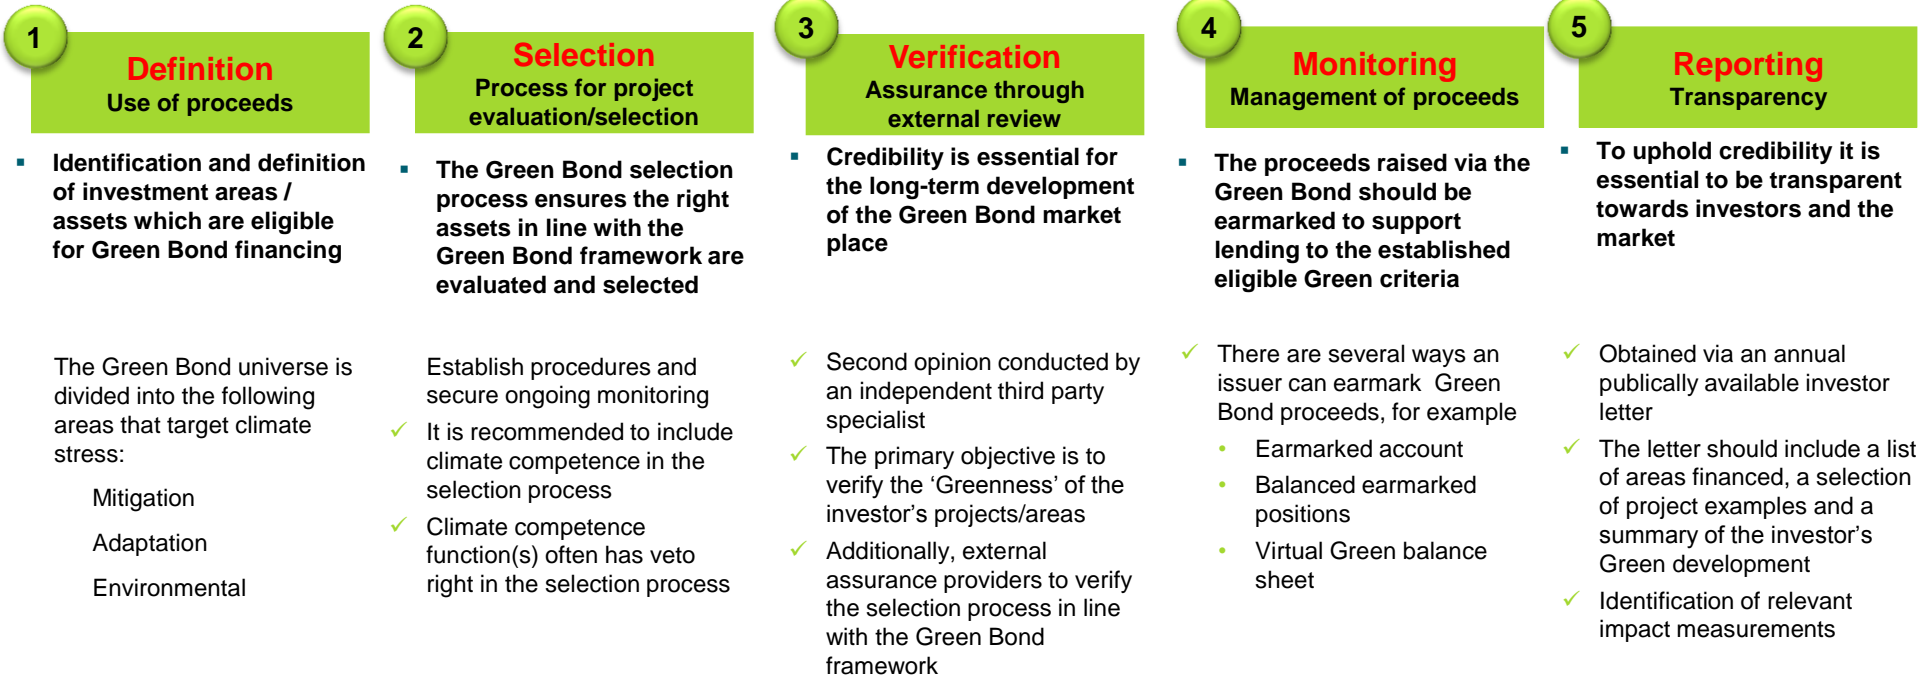 1
Definition
Use of proceeds
Identification and definition
of investment areas /
assets which are eligible
for Green Bond financing
The Green Bond universe is
divided into the following
areas that target climate
stress:
Mitigation
Adaptation
Environmental
2
Selection
Process for project
evaluation/selection
The Green Bond selection
process ensures the right
assets in line with the
Green Bond framework are
evaluated and selected
Establish procedures and
secure ongoing monitoring
It is recommended to include
climate competence in the
selection process
Climate competence
function(s) often has veto
right in the selection process
3
Verification
Assurance through
external review
Credibility is essential for
the long-term development
of the Green Bond market
place
Second opinion conducted by
an independent third party
specialist
The primary objective is to
verify the ‘Greenness’ of the
investor’s projects/areas
Additionally, external
assurance providers to verify
the selection process in line
with the Green Bond
framework
4
Monitoring
Management of proceeds
The proceeds raised via the
Green Bond should be
earmarked to support
lending to the established
eligible Green criteria
There are several ways an
issuer can earmark  Green
Bond proceeds, for example
Earmarked account
Balanced earmarked
positions
Virtual Green balance
sheet
5
Reporting
Transparency
To uphold credibility it is
essential to be transparent
towards investors and the
market
Obtained via an annual
publically available investor
letter
The letter should include a list
of areas financed, a selection
of project examples and a
summary of the investor’s
Green development
Identification of relevant
impact measurements